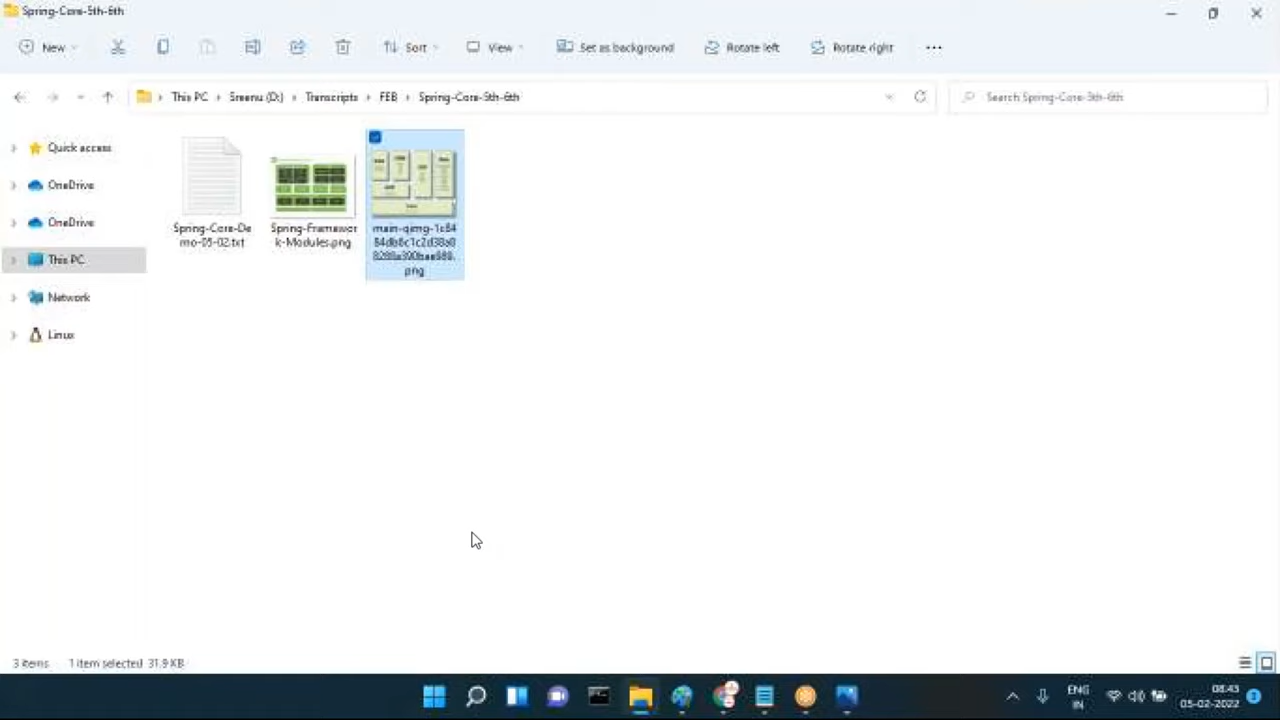 Spring-Core-5th-6th
New
Sort
View
Set as background
Rotate left
Rotate right
This PC
Sreenu (D:)
Transcripts
FEB
Spring-Core-5th-6th
Search Spring-Core-5th-6th
Quick access
OneDrive
OneDrive
This PC
Network
Linux
Spring-Core-De
mo-05-02.txt
Spring-Framewor
k-Modules.png
png
3 items
1 item selected 31.9 KB
ENG
IN
08:43
05-02-2022